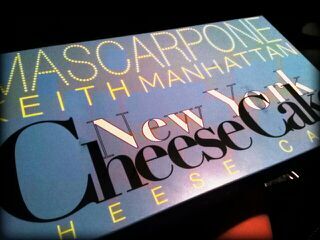 MASCARPONE
KEITH MANHATTAN
New York
CheeseCak
HEESE CA